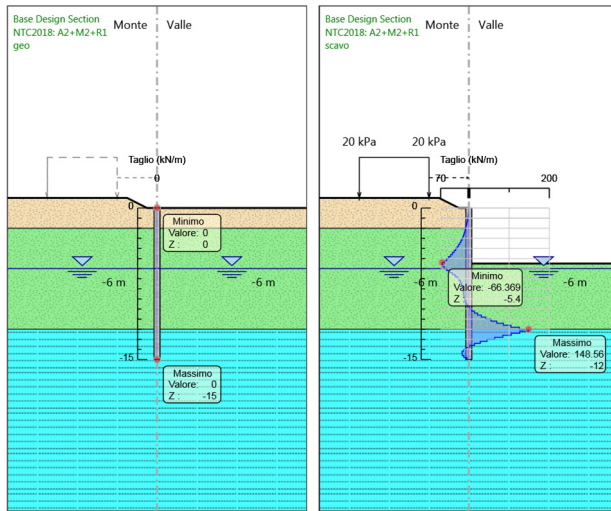 Base Design Section
NTC2018: A2+M2+R1
geo
Monte
Valle
Taglio (kN/m)
0
0
Minimo
Valore: 0
Z : 0
-6 m
-6 m
-15
Massimo
Valore: 0
Z : -15
Base Design Section
NTC2018: A2+M2+R1
scavo
Monte
Valle
20 kPa
20 kPa
Taglio (kN/m)
70
200
0
Minimo
Valore: -66.369
Z : -5.4
-6 m
-6 m
Massimo
Valore: 148.56
Z : -12
-15